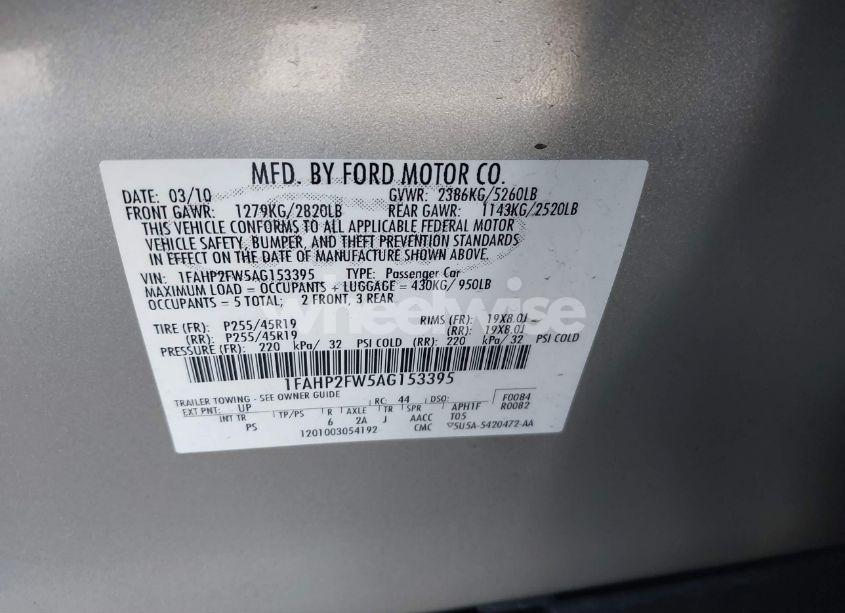 MFD. BY FORD MOTOR CO.
DATE: 03/10 GVWR: 2386KG/5260LB
FRONT GAWR: 1279KG/2820LB REAR GAWR: 1143KG/2520LB
THIS VEHICLE CONFORMS TO ALL APPLICABLE FEDERAL MOTOR
VEHICLE SAFETY, BUMPER, AND THEFT PREVENTION STANDARDS
IN EFFECT ON THE DATE OF MANUFACTURE SHOWN ABOVE.
VIN: 1FAHP2FW5AG153395 TYPE: Passenger Car
MAXIMUM LOAD = OCCUPANTS + LUGGAGE = 430KG/ 950LB
OCCUPANTS = 5 TOTAL; 2 FRONT, 3 REAR
wheelwise
TIRE (FR): P255/45R19 RIMS (FR): 19X8.0J
(RR): P255/45R19 (RR): 19X8.0J
PRESSURE (FR): 220 kPa/ 32 PSI COLD (RR): 220 kPa/ 32 PSI COLD
1FAHP2FW5AG153395
TRAILER TOWING - SEE OWNER GUIDE
EXT PNT: UP RC: 44 DSO: F0084
INT TR TP/PS R AXLE TR SPR APH1F R0082
PS 6 2A J AACC T05
1201003054192 CMC 5U5A-5420472-AA